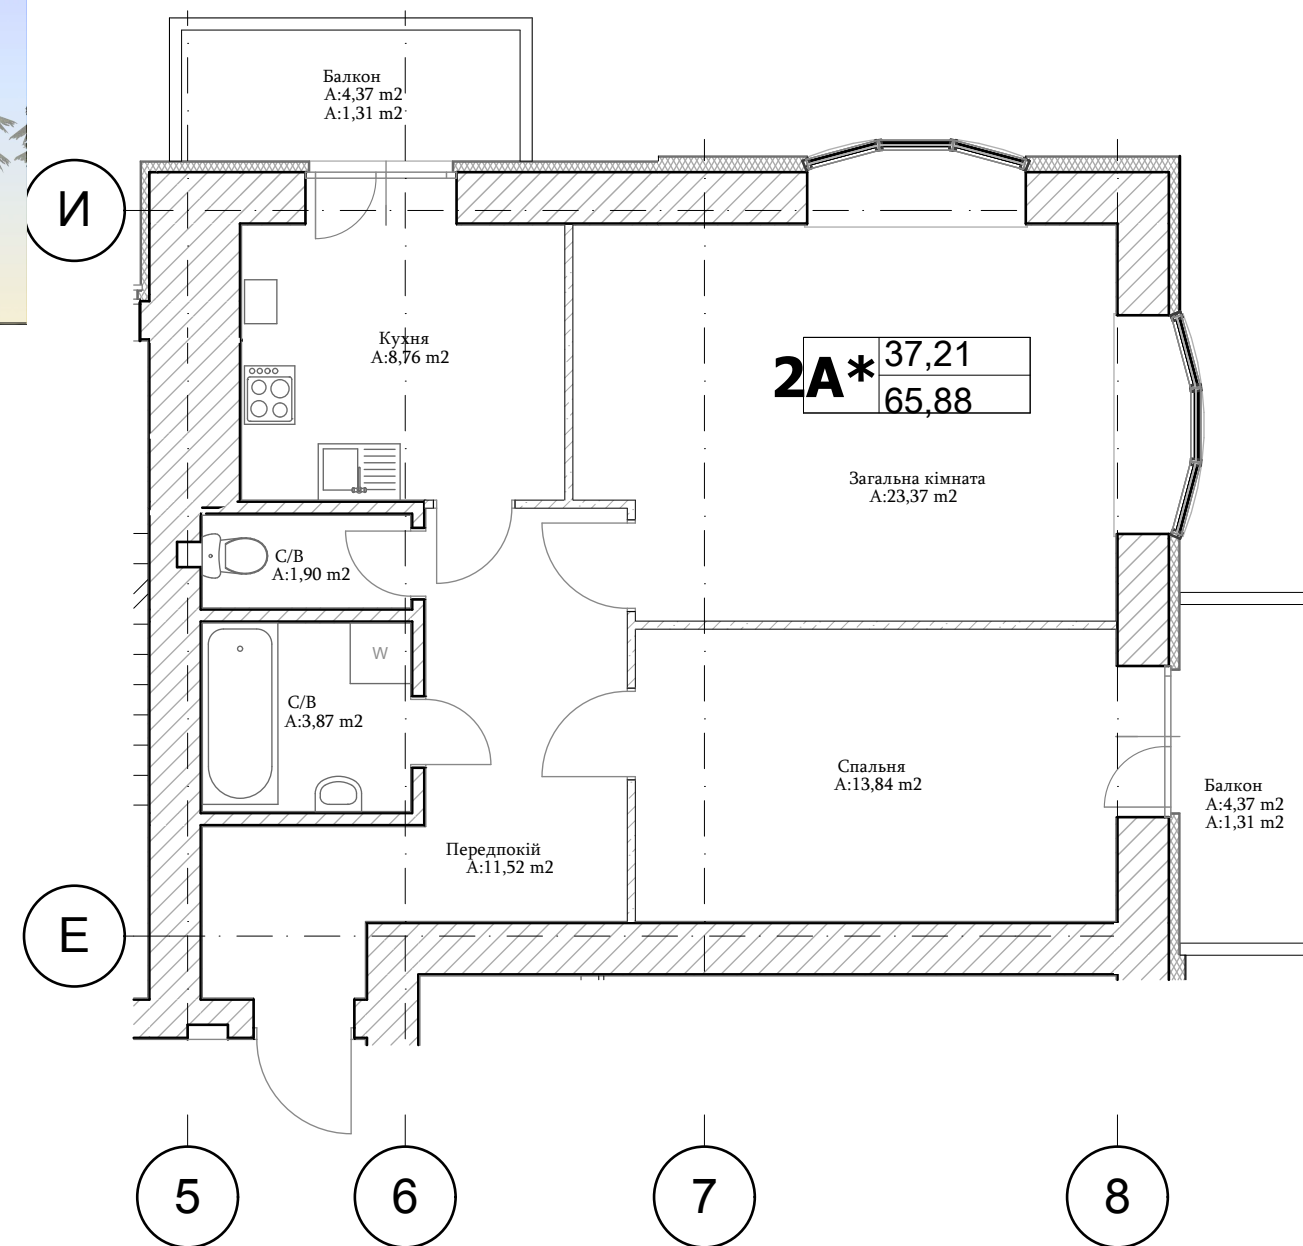 Балкон
А:4,37 m2
А:1,31 m2
И
Кухня
А:8,76 m2
2А*
37,21
65,88
Загальна кімната
А:23,37 m2
С/В
А:1,90 m2
W
С/В
А:3,87 m2
Спальня
А:13,84 m2
Балкон
А:4,37 m2
А:1,31 m2
Передпокій
А:11,52 m2
Е
5
6
7
8